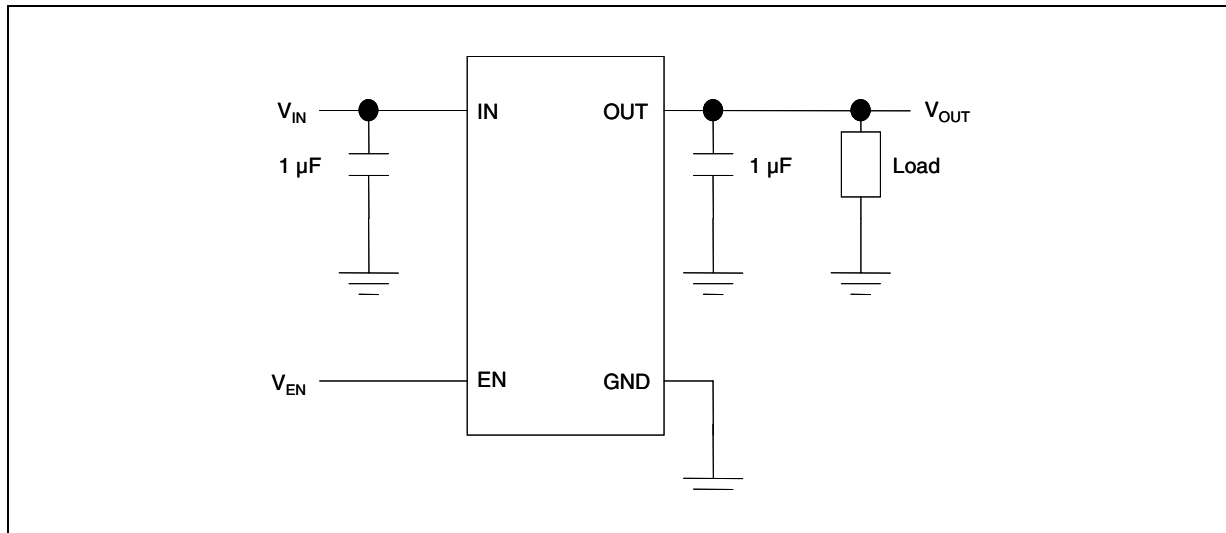 V_IN
IN
OUT
V_OUT
1 µF
1 µF
Load
V_EN
EN
GND